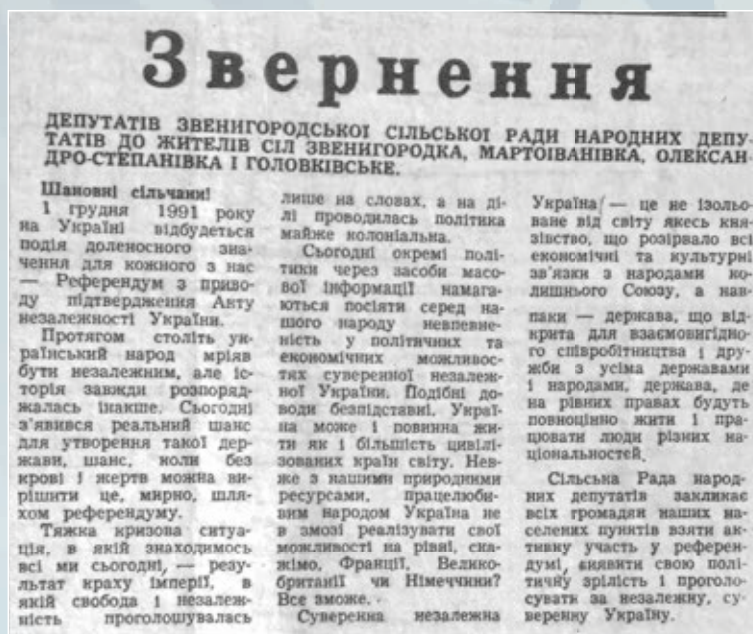 Звернення
ДЕПУТАТІВ ЗВЕНИГОРОДСЬКОЇ СІЛЬСЬКОЇ РАДИ НАРОДНИХ ДЕПУ-
ТАТІВ ДО ЖИТЕЛІВ СІЛ ЗВЕНИГОРОДКА, МАРТОІВАНІВКА, ОЛЕКСАН-
ДРО-СТЕПАНІВКА І ГОЛОВКІВСЬКЕ.
Шановні сільчани!
1 грудня 1991 року
на Україні відбудеться
подія доленосного зна-
чення для кожного з нас
— Референдум з приво-
ду підтвердження Акту
незалежності України.
Протягом століть ук-
раїнський народ мріяв
бути незалежним, але іс-
торія завжди розпоряд-
жалась інакше. Сьогодні
з'явився реальний шанс
для утворення такої дер-
жави, шанс, коли без
крові і жертв можна ви-
рішити це, мирно, шля-
хом референдуму.
Тяжка кризова ситуа-
ція, в якій знаходимось
всі ми сьогодні, — резу-
льтат краху імперії, в
якій свобода і незалеж-
ність проголошувалась
лише на словах, а на ді-
лі проводилась політика
майже колоніальна.
Сьогодні окремі полі-
тики через засоби масо-
вої інформації намага-
ються посіяти серед на-
шого народу невпевне-
ність у політичних та
економічних можливос-
тях суверенної незалеж-
ної України. Подібні до-
води безпідставні. Украї-
на може і повинна жи-
ти як і більшість цивілі-
зованих країн світу. Нев-
же з нашими природними
ресурсами, працелюби-
вим народом Україна не
в змозі реалізувати свої
можливості на рівні, ска-
жімо, Франції, Велико-
британії чи Німеччини?
Все зможе.
Суверенна незалежна
Україна — це не ізольо-
ване від світу якесь кня-
зівство, що розірвало всі
економічні та культурні
зв'язки з народами ко-
лишнього Союзу, а нав-
паки — держава, що від-
крита для взаємовигідно-
го співробітництва і дру-
жби з усіма державами
і народами, держава, де
на рівних правах будуть
повноцінно жити і пра-
цювати люди різних на-
ціональностей.
Сільська Рада народ-
них депутатів закликає
всіх громадян наших на-
селених пунктів взяти ак-
тивну участь у референ-
думі, виявити свою полі-
тичну зрілість і проголо-
сувати за незалежну, су-
веренну Україну.